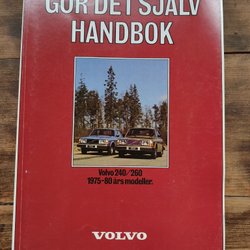 GÖR DET SJÄLV
HANDBOK
Volvo 240/260
1975-80 års modeller.
VOLVO